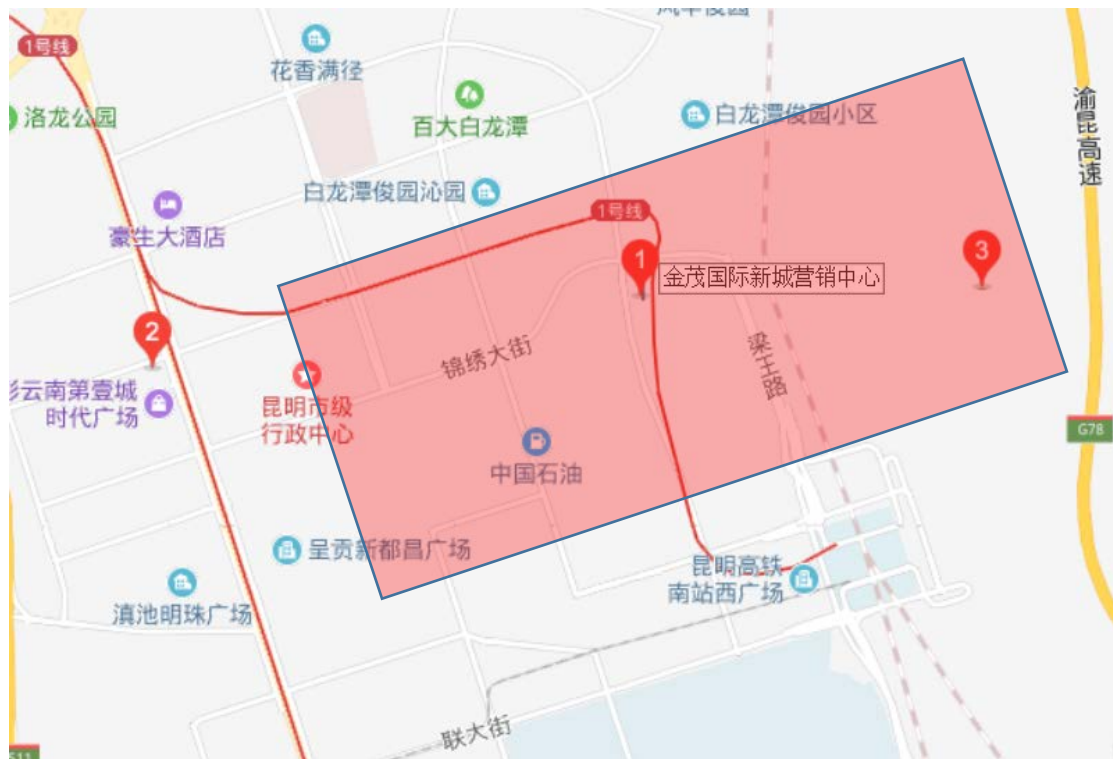 1号线
花香满径
洛龙公园
百大白龙潭
白龙潭俊园小区
渝昆高速
白龙潭俊园沁园
1号线
豪生大酒店
1
金茂国际新城营销中心
3
2
锦绣大街
梁王路
彡云南第壹城
时代广场
昆明市级
行政中心
G78
中国石油
呈贡新都昌广场
昆明高铁
南站西广场
滇池明珠广场
联大街